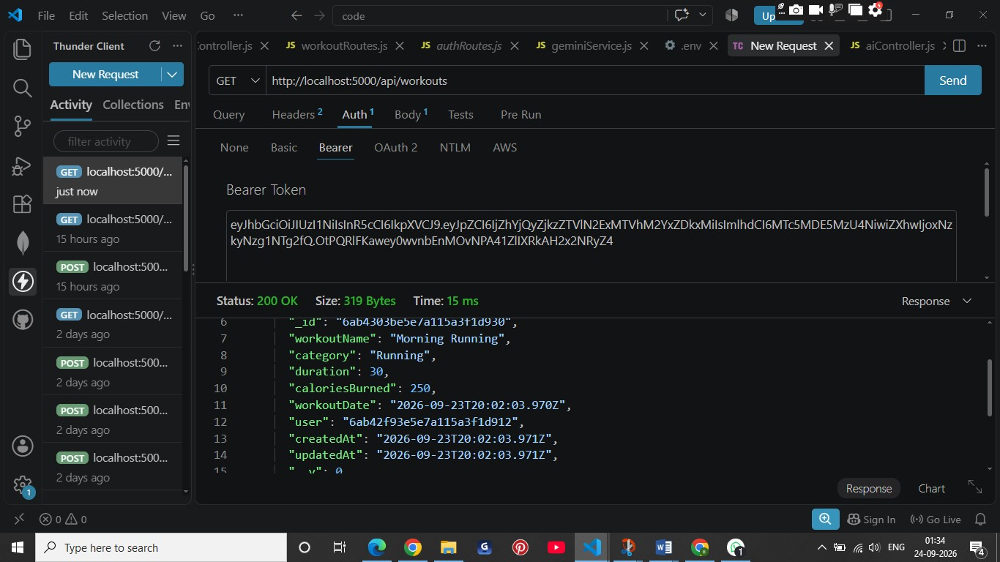 File Edit Selection View Go ··· code Up
Thunder Client
Controller.js JS workoutRoutes.js JS authRoutes.js JS geminiService.js .env TC New Request JS aiController.js
New Request
GET http://localhost:5000/api/workouts Send
Activity Collections En
Query Headers 2 Auth 1 Body 1 Tests Pre Run
filter activity
None Basic Bearer OAuth 2 NTLM AWS
GET localhost:5000/...
just now
GET localhost:5000/...
15 hours ago
POST localhost:500...
15 hours ago
GET localhost:5000/...
2 days ago
POST localhost:500...
2 days ago
POST localhost:500...
2 days ago
POST localhost:500...
2 days ago
Bearer Token
Status: 200 OK Size: 319 Bytes Time: 15 ms Response
6 "_id": "6ab4303be5e7a115a3f1d930",
7 "workoutName": "Morning Running",
8 "category": "Running",
9 "duration": 30,
10 "caloriesBurned": 250,
11 "workoutDate": "2026-09-23T20:02:03.970Z",
12 "user": "6ab42f93e5e7a115a3f1d912",
13 "createdAt": "2026-09-23T20:02:03.971Z",
14 "updatedAt": "2026-09-23T20:02:03.971Z",
15 "__v": 0
Response Chart
1
0 0 Sign In Go Live
Type here to search
ENG
01:34
24-09-2026
4